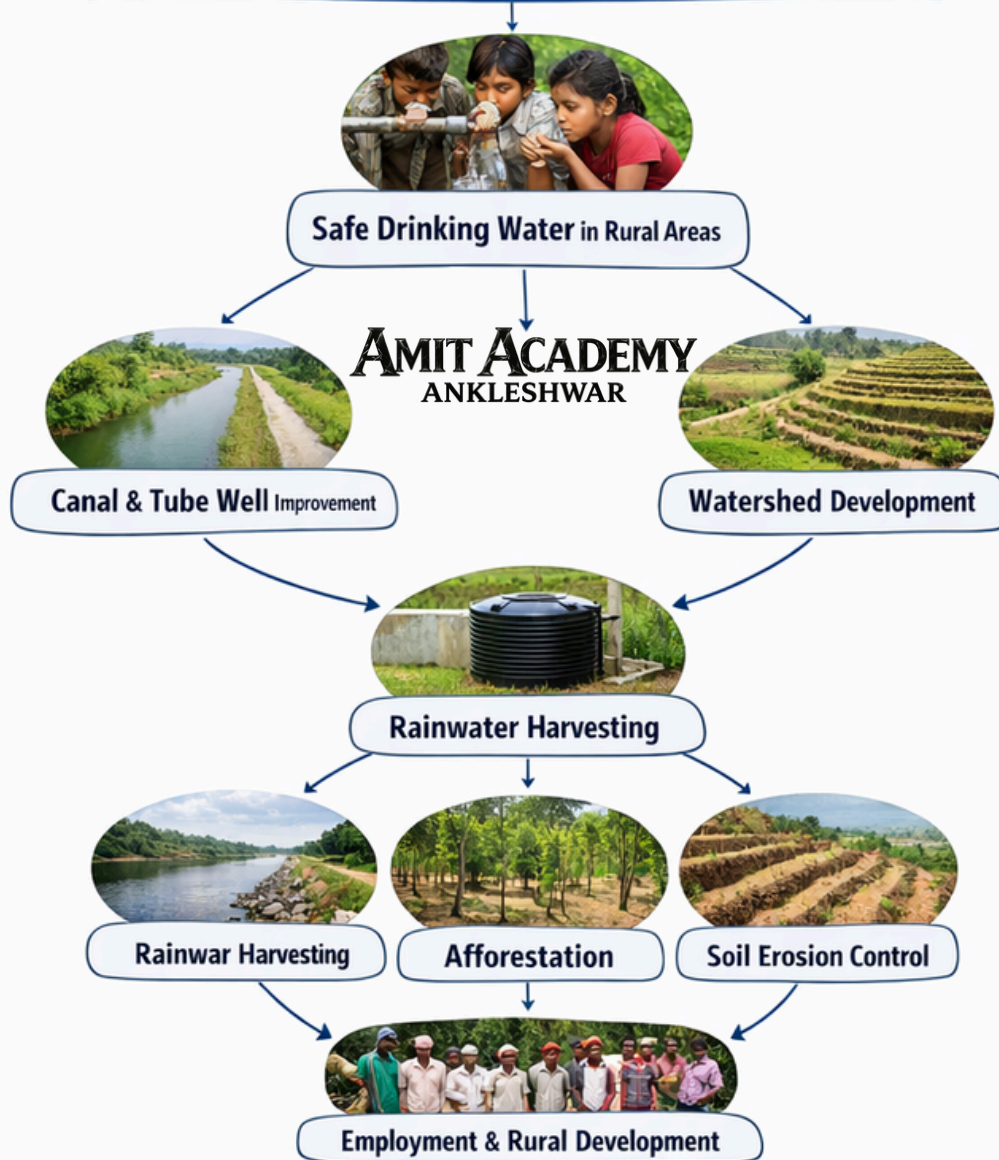 Safe Drinking Water in Rural Areas
AMIT ACADEMY
ANKLESHWAR
Canal & Tube Well Improvement
Watershed Development
Rainwater Harvesting
Rainwar Harvesting
Afforestation
Soil Erosion Control
Employment & Rural Development